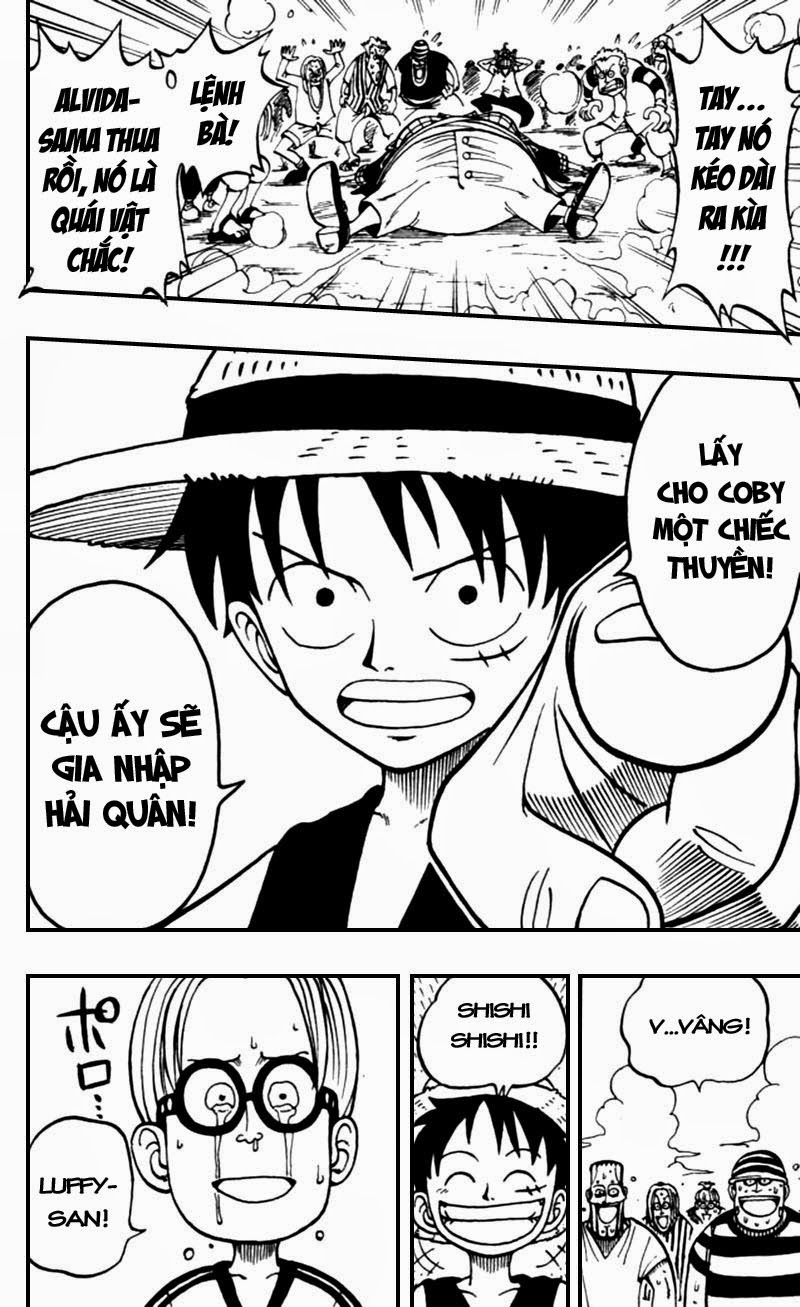 TAY...
TAY NÓ
KÉO DÀI
RA KÌA
!!!
LỆNH
BÀ!
ALVIDA-
SAMA THUA
RỒI, NÓ LÀ
QUÁI VẬT
CHẮC!
LẤY
CHO COBY
MỘT CHIẾC
THUYỀN!
CẬU ẤY SẼ
GIA NHẬP
HẢI QUÂN!
V...VÂNG!
SHISHI
SHISHI!!
ポロ...
LUFFY-
SAN!